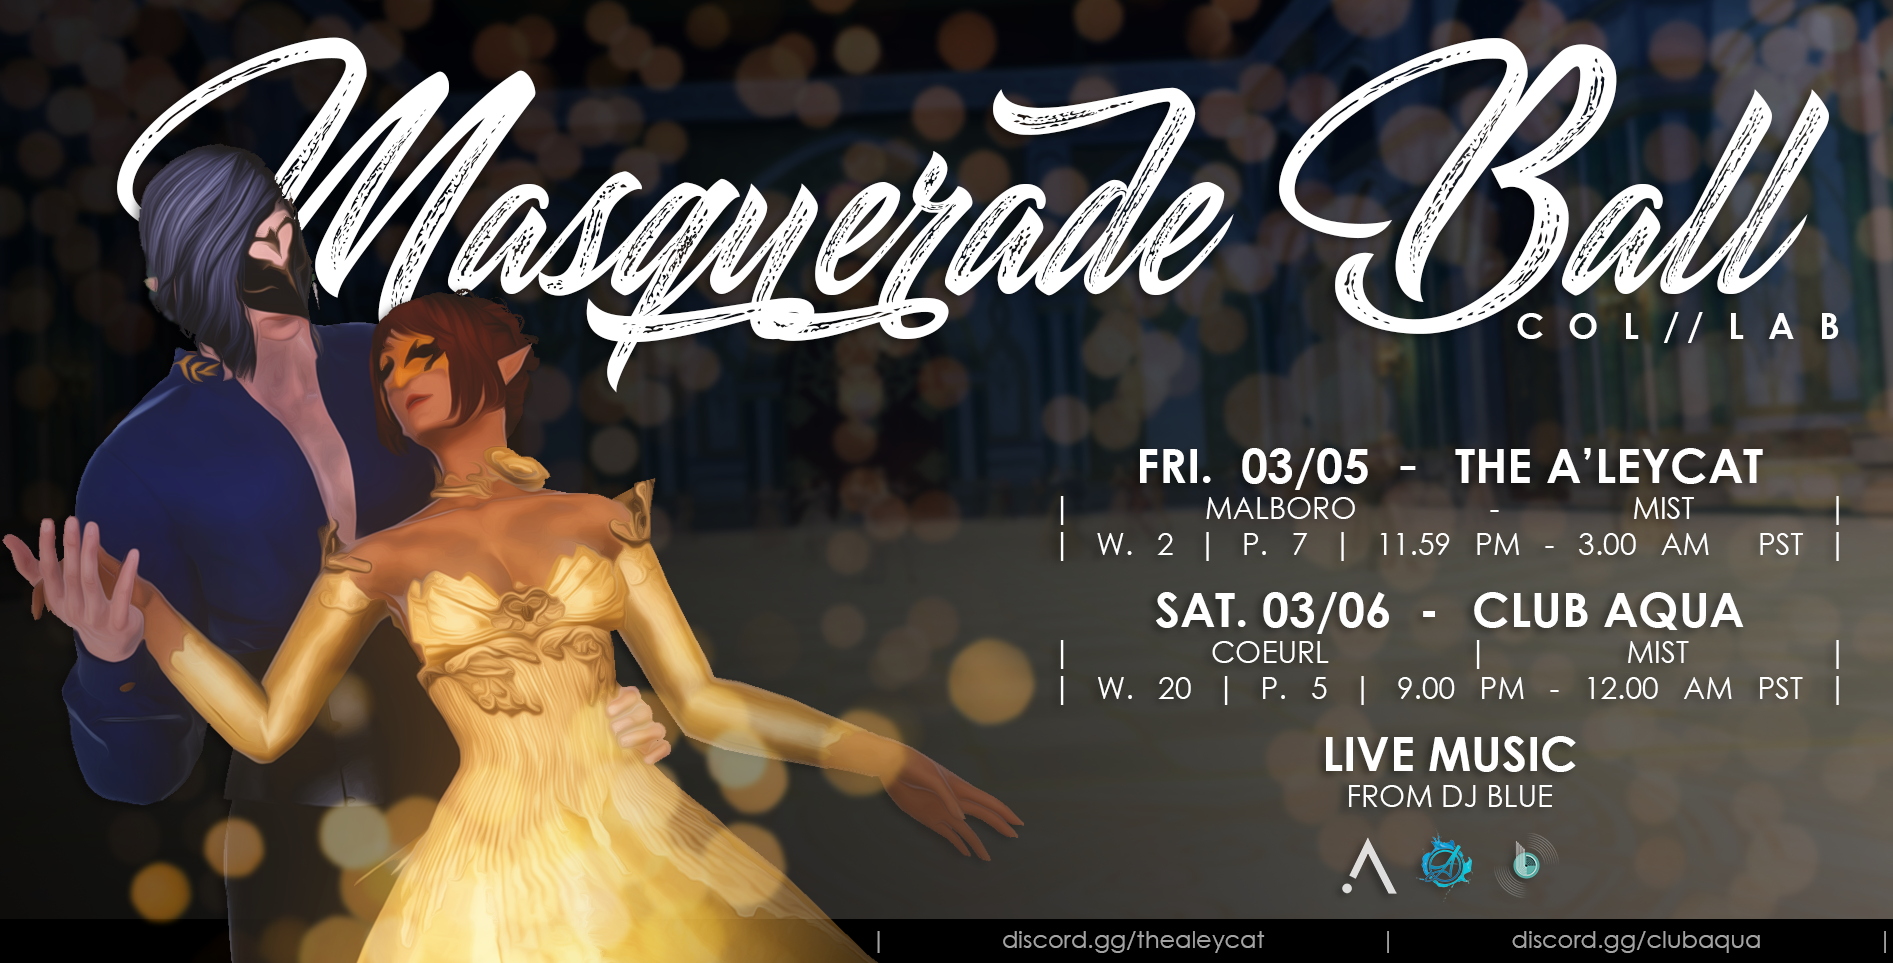 Masquerade Ball
COL//LAB
FRI. 03/05 - THE A'LEYCAT
| MALBORO - MIST |
| W. 2 | P. 7 | 11.59 PM - 3.00 AM PST |
SAT. 03/06 - CLUB AQUA
| COEURL | MIST |
| W. 20 | P. 5 | 9.00 PM - 12.00 AM PST |
LIVE MUSIC
FROM DJ BLUE
| discord.gg/thealeycat | discord.gg/clubaqua |